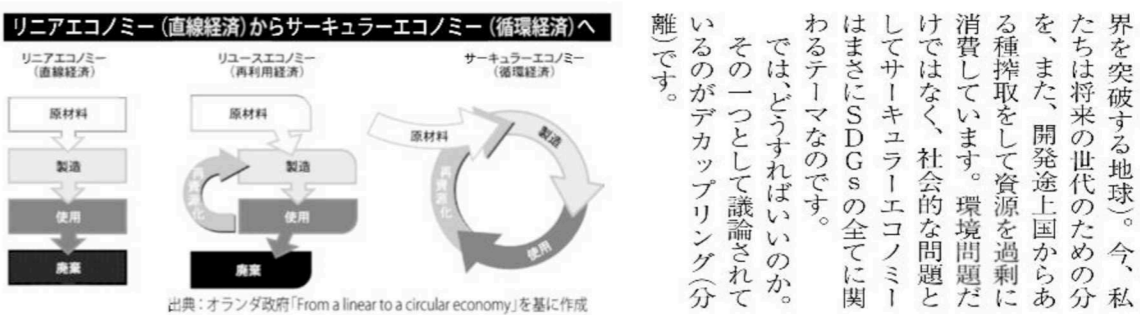 リニアエコノミー(直線経済)からサーキュラーエコノミー(循環経済)へ
リニアエコノミー
(直線経済)
原材料
製造
使用
廃棄
リユースエコノミー
(再利用経済)
原材料
製造
使用
再資源化
廃棄
サーキュラーエコノミー
(循環経済)
原材料
製造
使用
再資源化
出典:オランダ政府「From a linear to a circular economy」を基に作成
界を突破する地球)。今、私
たちは将来の世代のための分
を、また、開発途上国からあ
る種搾取をして資源を過剰に
消費しています。環境問題だ
けではなく、社会的な問題と
してサーキュラーエコノミー
はまさにSDGsの全てに関
わるテーマなのです。
では、どうすればいいのか。
その一つとして議論されて
いるのがデカップリング(分
離)です。